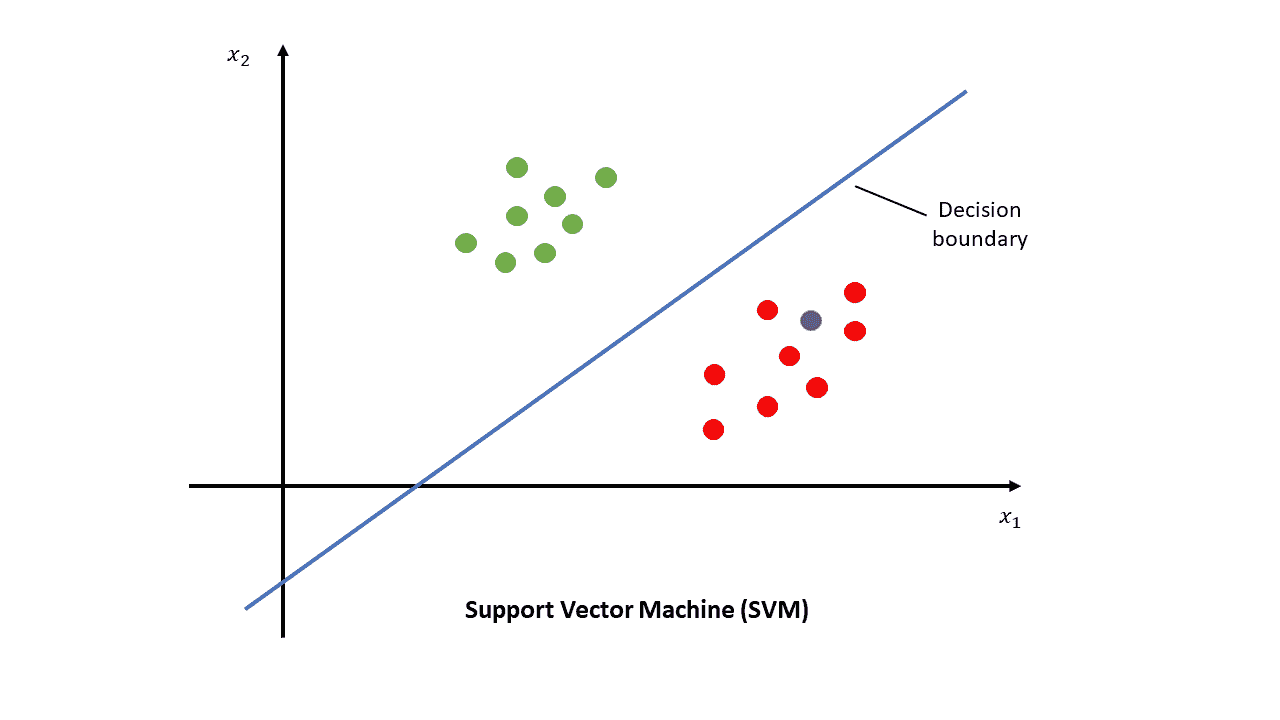 x₂
Decision
boundary
x₁
Support Vector Machine (SVM)